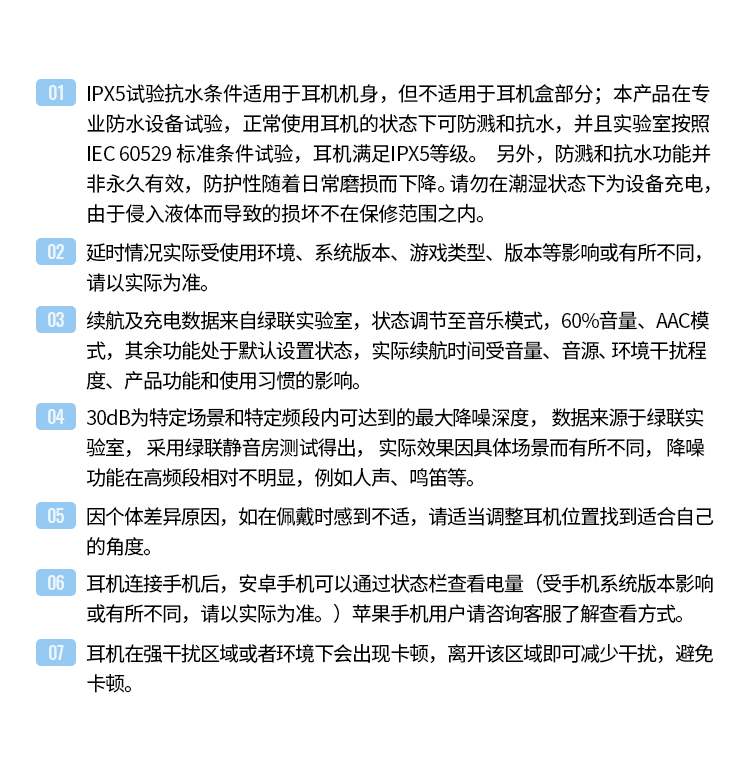 01 IPX5试验抗水条件适用于耳机机身，但不适用于耳机盒部分；本产品在专
业防水设备试验，正常使用耳机的状态下可防溅和抗水，并且实验室按照
IEC 60529 标准条件试验，耳机满足IPX5等级。 另外，防溅和抗水功能并
非永久有效，防护性随着日常磨损而下降。请勿在潮湿状态下为设备充电，
由于侵入液体而导致的损坏不在保修范围之内。
02 延时情况实际受使用环境、系统版本、游戏类型、版本等影响或有所不同，
请以实际为准。
03 续航及充电数据来自绿联实验室，状态调节至音乐模式，60%音量、AAC模
式，其余功能处于默认设置状态，实际续航时间受音量、音源、环境干扰程
度、产品功能和使用习惯的影响。
04 30dB为特定场景和特定频段内可达到的最大降噪深度， 数据来源于绿联实
验室， 采用绿联静音房测试得出， 实际效果因具体场景而有所不同， 降噪
功能在高频段相对不明显，例如人声、鸣笛等。
05 因个体差异原因，如在佩戴时感到不适，请适当调整耳机位置找到适合自己
的角度。
06 耳机连接手机后，安卓手机可以通过状态栏查看电量（受手机系统版本影响
或有所不同，请以实际为准。）苹果手机用户请咨询客服了解查看方式。
07 耳机在强干扰区域或者环境下会出现卡顿，离开该区域即可减少干扰，避免
卡顿。